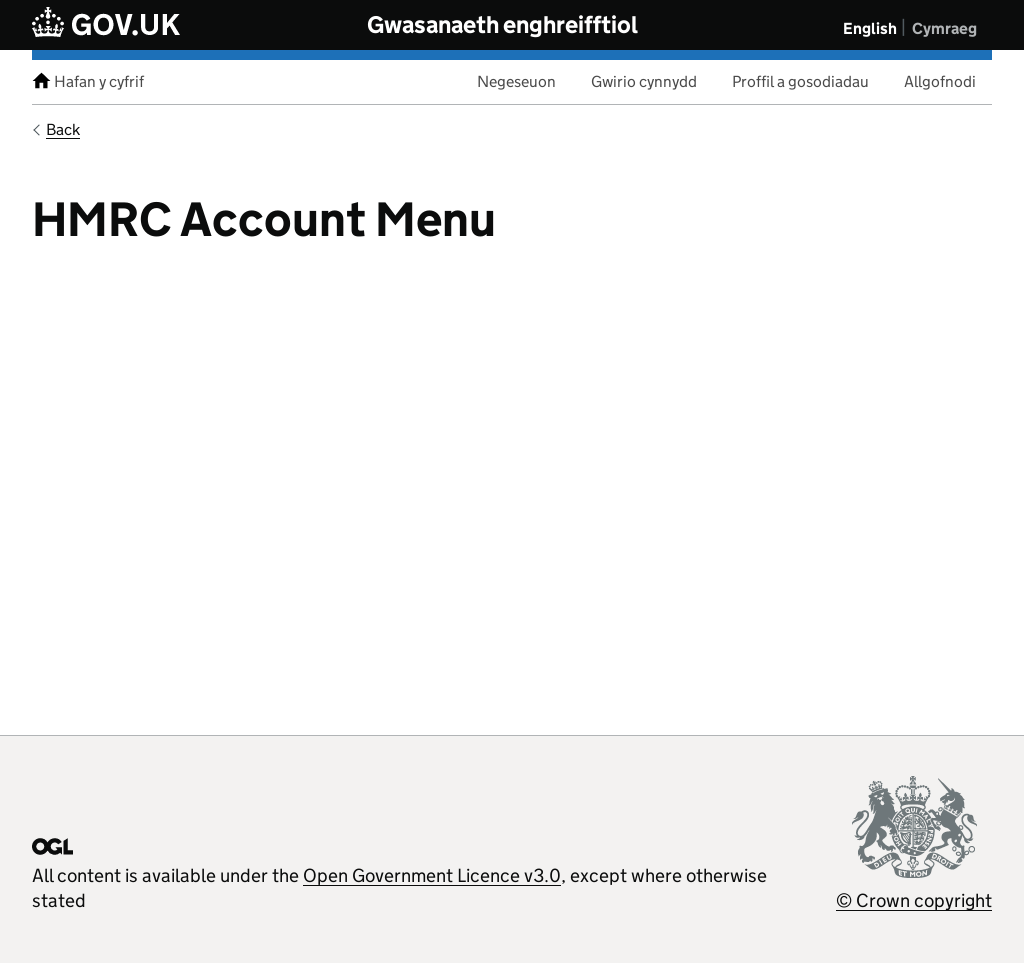 GOV.UK
Gwasanaeth enghreifftiol
English | Cymraeg
Hafan y cyfrif
Negeseuon
Gwirio cynnydd
Proffil a gosodiadau
Allgofnodi
Back
HMRC Account Menu
OGL
All content is available under the Open Government Licence v3.0, except where otherwise
stated
DIEU ET MON DROIT
© Crown copyright